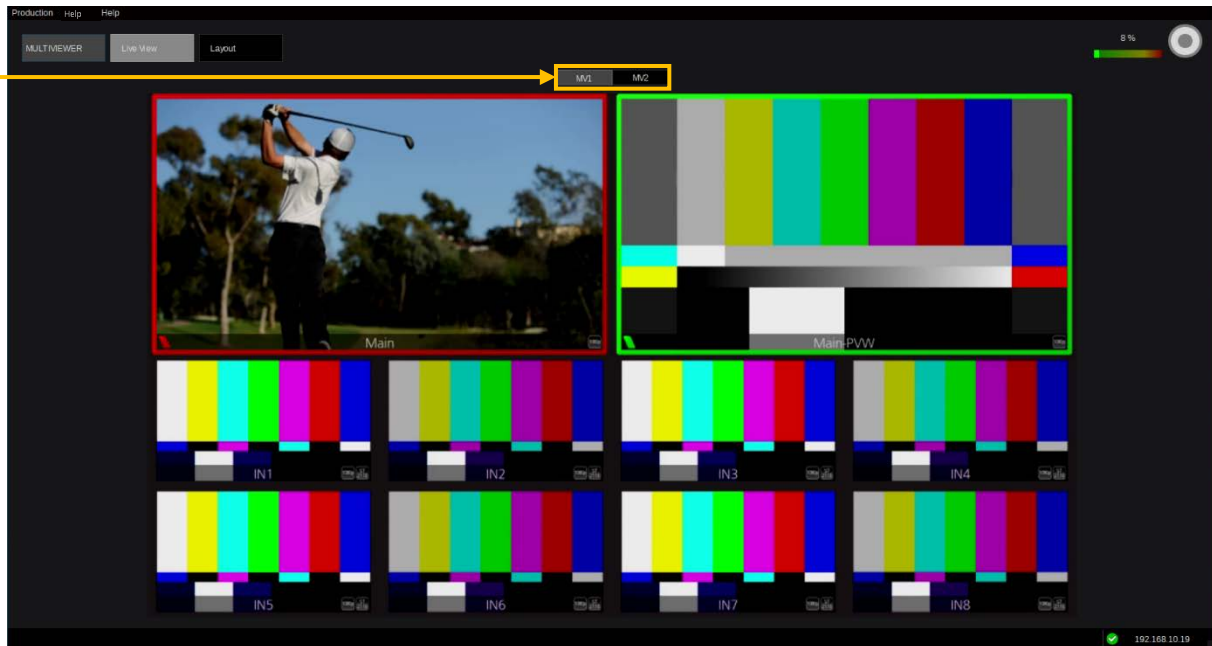 Production Help Help
MULTIVIEWER Live View Layout
8 %
MV1 MV2
Main
Main-PVW
IN1 IN2 IN3 IN4
IN5 IN6 IN7 IN8
192.168.10.19